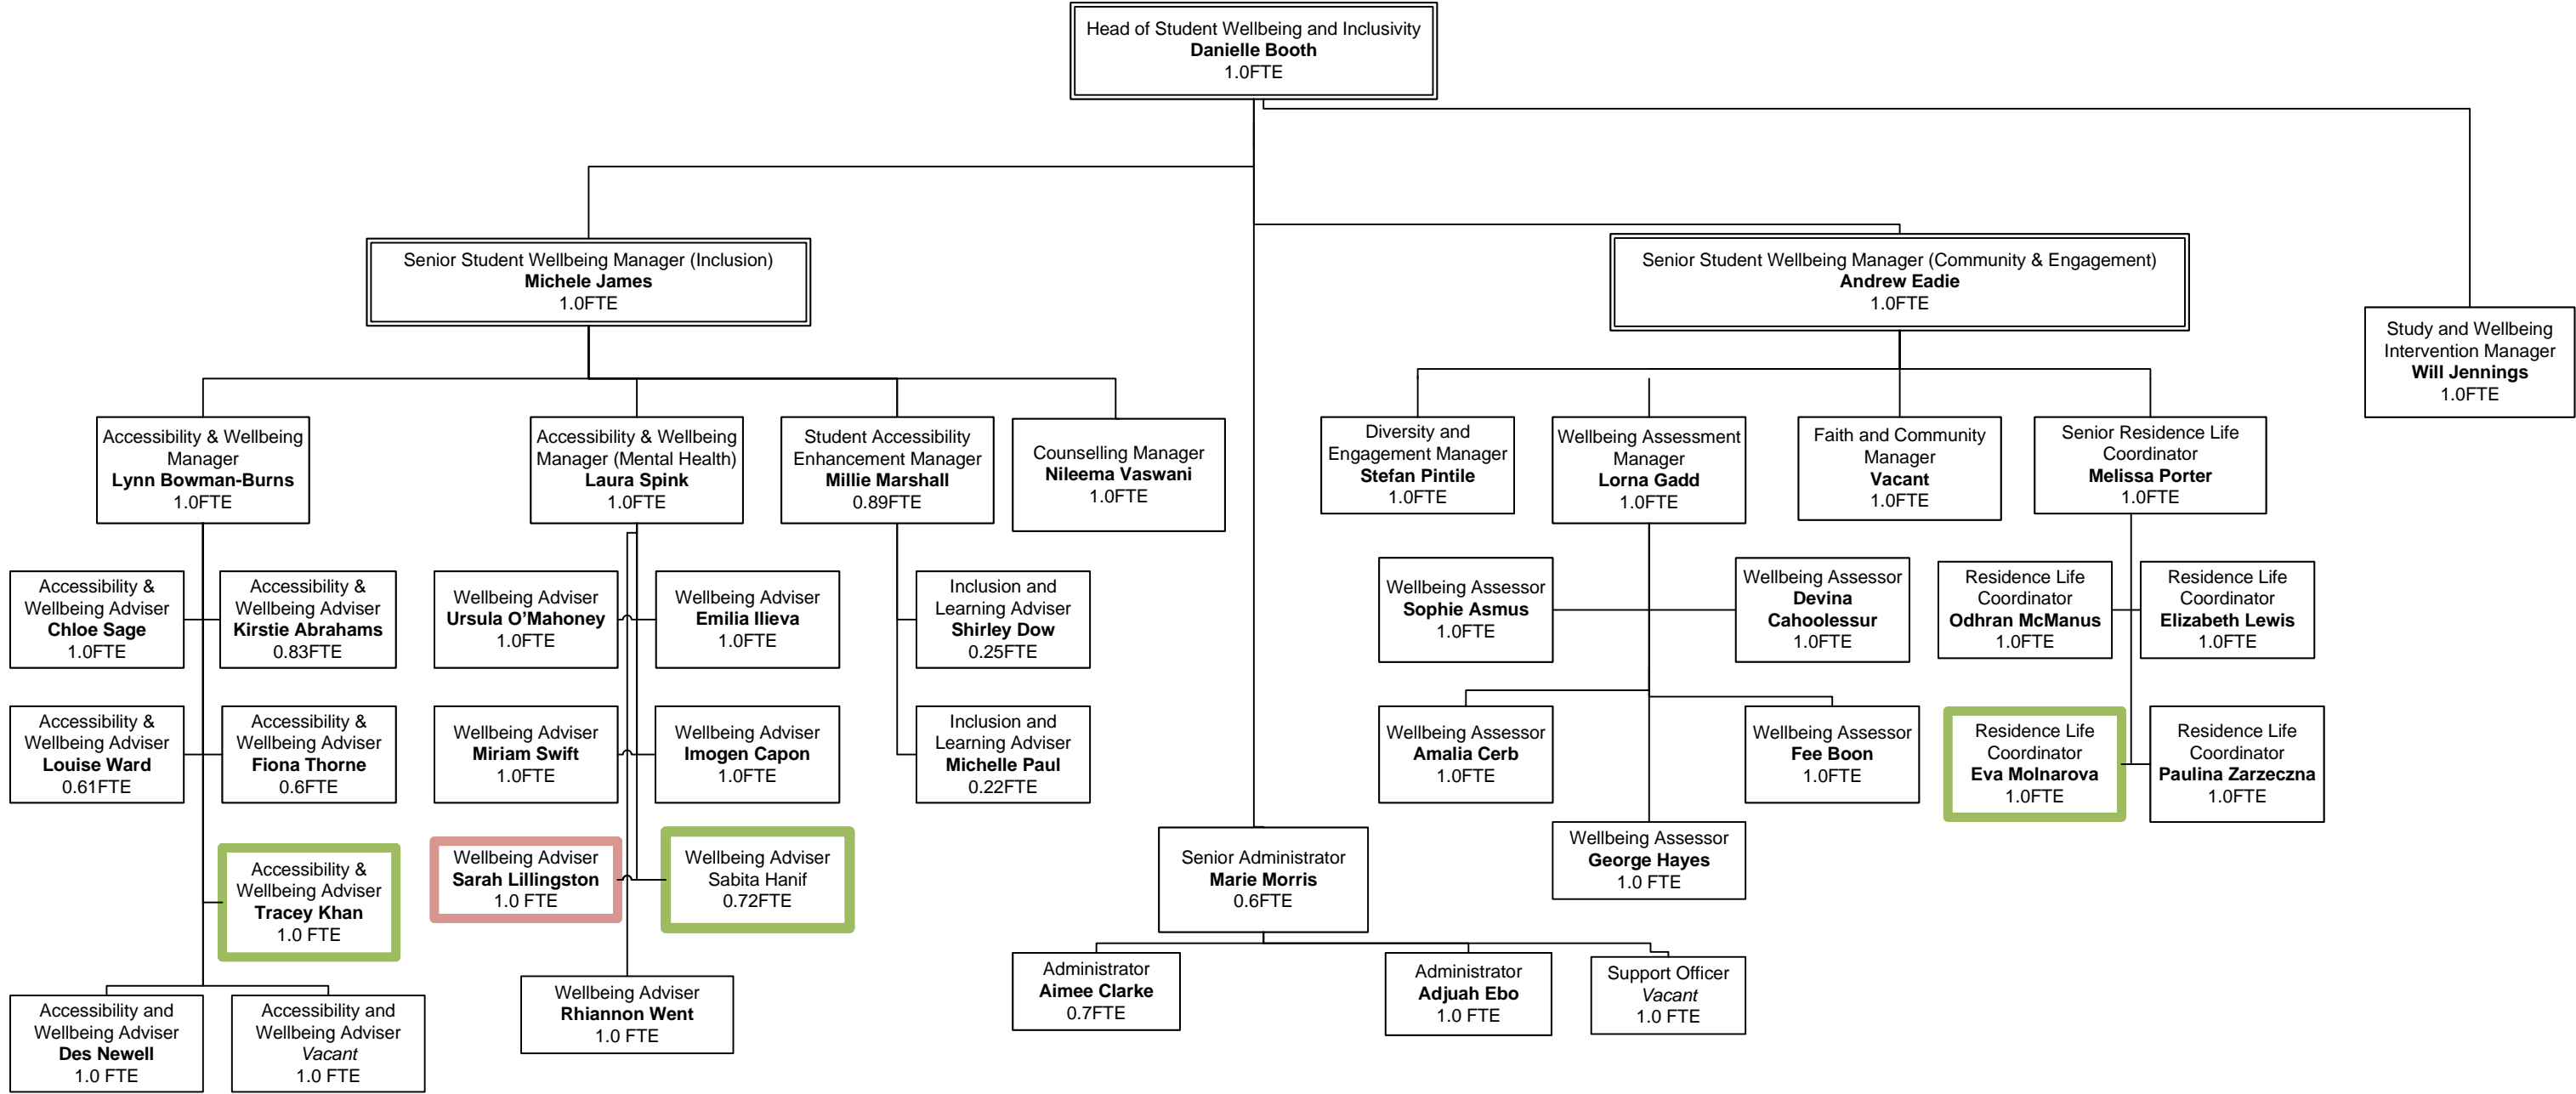 Head of Student Wellbeing and Inclusivity
Danielle Booth
1.0FTE
Senior Student Wellbeing Manager (Inclusion)
Michele James
1.0FTE
Senior Student Wellbeing Manager (Community & Engagement)
Andrew Eadie
1.0FTE
Study and Wellbeing
Intervention Manager
Will Jennings
1.0FTE
Accessibility & Wellbeing
Manager
Lynn Bowman-Burns
1.0FTE
Accessibility & Wellbeing
Manager (Mental Health)
Laura Spink
1.0FTE
Student Accessibility
Enhancement Manager
Millie Marshall
0.89FTE
Counselling Manager
Nileema Vaswani
1.0FTE
Diversity and
Engagement Manager
Stefan Pintile
1.0FTE
Wellbeing Assessment
Manager
Lorna Gadd
1.0FTE
Faith and Community
Manager
Vacant
1.0FTE
Senior Residence Life
Coordinator
Melissa Porter
1.0FTE
Accessibility &
Wellbeing Adviser
Chloe Sage
1.0FTE
Accessibility &
Wellbeing Adviser
Kirstie Abrahams
0.83FTE
Wellbeing Adviser
Ursula O’Mahoney
1.0FTE
Wellbeing Adviser
Emilia Ilieva
1.0FTE
Inclusion and
Learning Adviser
Shirley Dow
0.25FTE
Wellbeing Assessor
Sophie Asmus
1.0FTE
Wellbeing Assessor
Devina
Cahoolessur
1.0FTE
Residence Life
Coordinator
Odhran McManus
1.0FTE
Residence Life
Coordinator
Elizabeth Lewis
1.0FTE
Accessibility &
Wellbeing Adviser
Louise Ward
0.61FTE
Accessibility &
Wellbeing Adviser
Fiona Thorne
0.6FTE
Wellbeing Adviser
Miriam Swift
1.0FTE
Wellbeing Adviser
Imogen Capon
1.0FTE
Inclusion and
Learning Adviser
Michelle Paul
0.22FTE
Wellbeing Assessor
Amalia Cerb
1.0FTE
Wellbeing Assessor
Fee Boon
1.0FTE
Residence Life
Coordinator
Eva Molnarova
1.0FTE
Residence Life
Coordinator
Paulina Zarzeczna
1.0FTE
Accessibility &
Wellbeing Adviser
Tracey Khan
1.0 FTE
Wellbeing Adviser
Sarah Lillingston
1.0 FTE
Wellbeing Adviser
Sabita Hanif
0.72FTE
Senior Administrator
Marie Morris
0.6FTE
Wellbeing Assessor
George Hayes
1.0 FTE
Accessibility and
Wellbeing Adviser
Des Newell
1.0 FTE
Accessibility and
Wellbeing Adviser
Vacant
1.0 FTE
Wellbeing Adviser
Rhiannon Went
1.0 FTE
Administrator
Aimee Clarke
0.7FTE
Administrator
Adjuah Ebo
1.0 FTE
Support Officer
Vacant
1.0 FTE